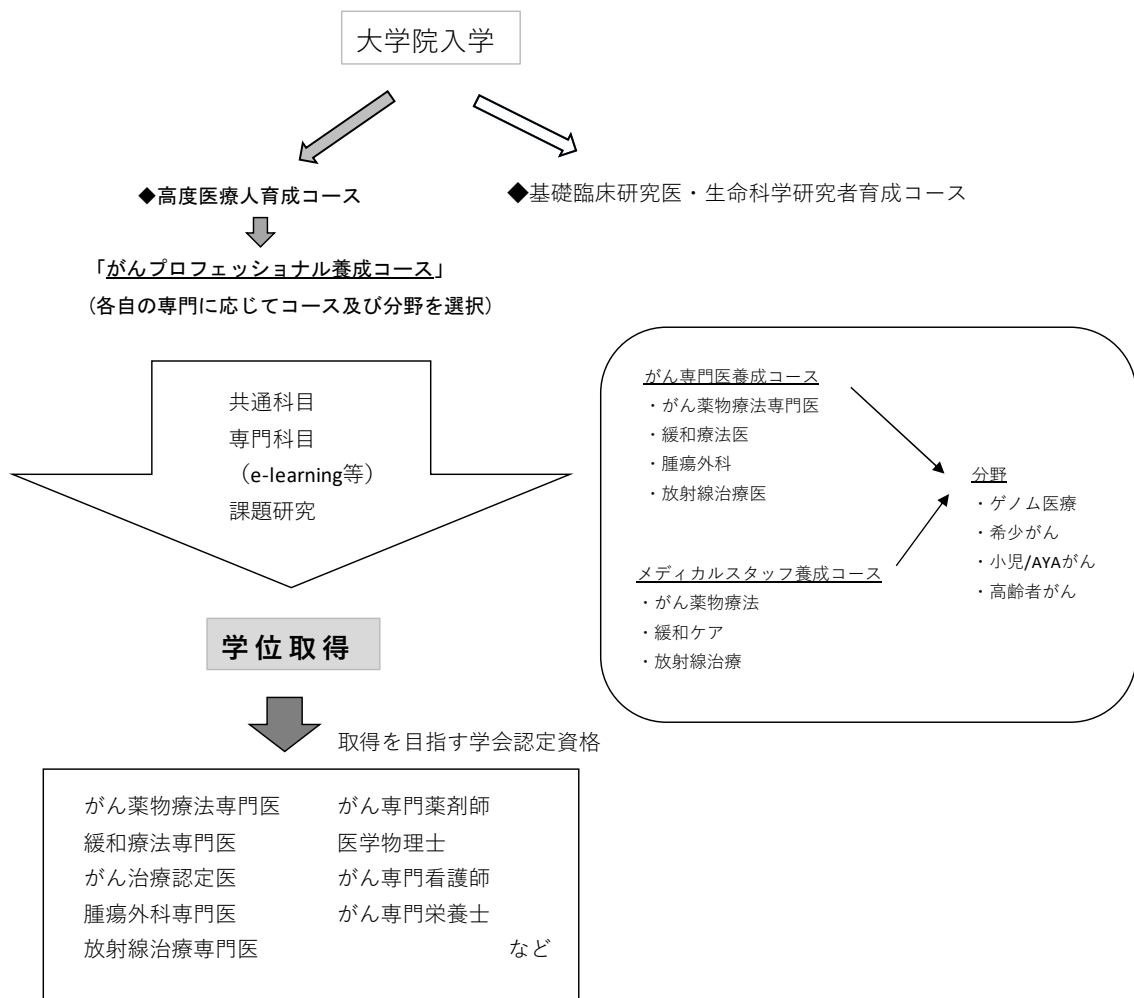 大学院入学
◆高度医療人育成コース
◆基礎臨床研究医・生命科学研究者育成コース
「がんプロフェッショナル養成コース」
（各自の専門に応じてコース及び分野を選択）
共通科目
専門科目
（e-learning等）
課題研究
がん専門医養成コース
・がん薬物療法専門医
・緩和療法医
・腫瘍外科
・放射線治療医
メディカルスタッフ養成コース
・がん薬物療法
・緩和ケア
・放射線治療
分野
・ゲノム医療
・希少がん
・小児/AYAがん
・高齢者がん
学位取得
取得を目指す学会認定資格
がん薬物療法専門医 がん専門薬剤師
緩和療法専門医 医学物理士
がん治療認定医 がん専門看護師
腫瘍外科専門医 がん専門栄養士
放射線治療専門医 など